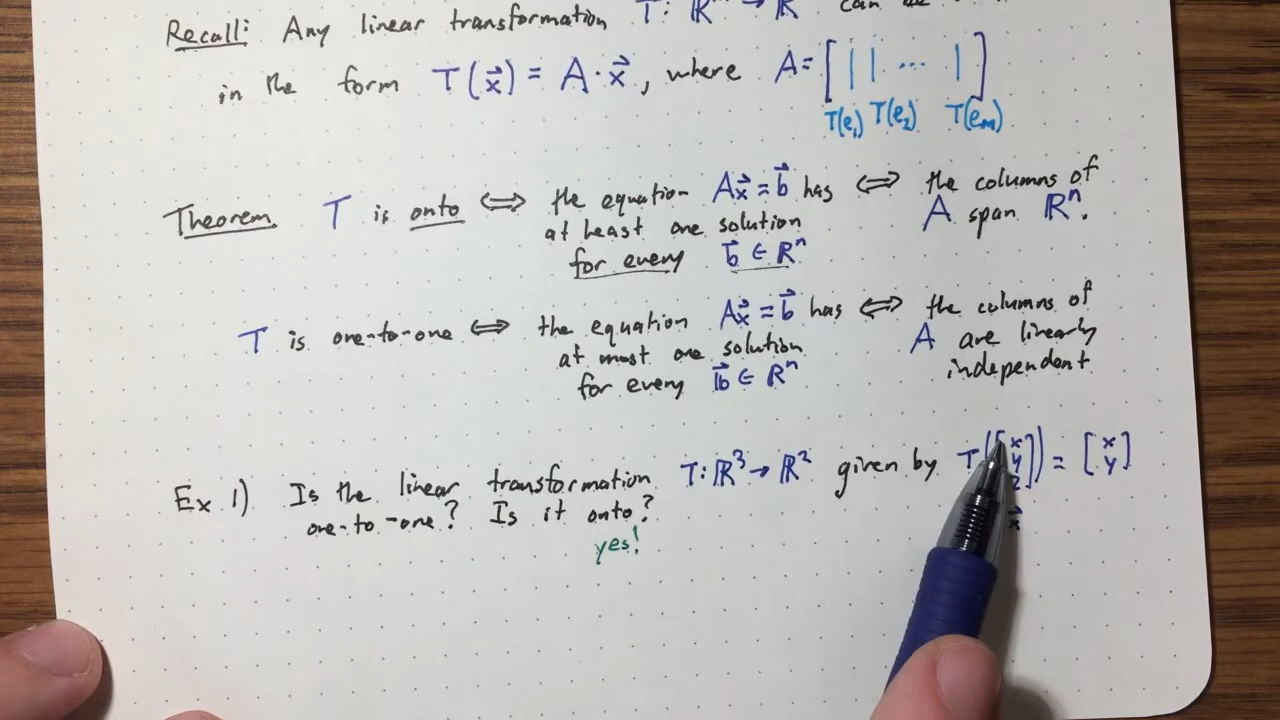 Recall: Any linear transformation T: ℝ → ℝ can be
in the form T(x⃗) = A·x⃗, where A = [ | | ⋯ | ]
T(e₁) T(e₂) T(eₘ)
Theorem T is onto ⟺ the equation Ax⃗ = b⃗ has ⟺ the columns of
at least one solution A span ℝⁿ.
for every b⃗ ∈ ℝⁿ
T is one-to-one ⟺ the equation Ax⃗ = b⃗ has ⟺ the columns of
at most one solution A are linearly
for every b⃗ ∈ ℝⁿ independent
Ex 1) Is the linear transformation T: ℝ³ → ℝ² given by T([x y z]) = [x y]
one-to-one? Is it onto? x⃗
yes!